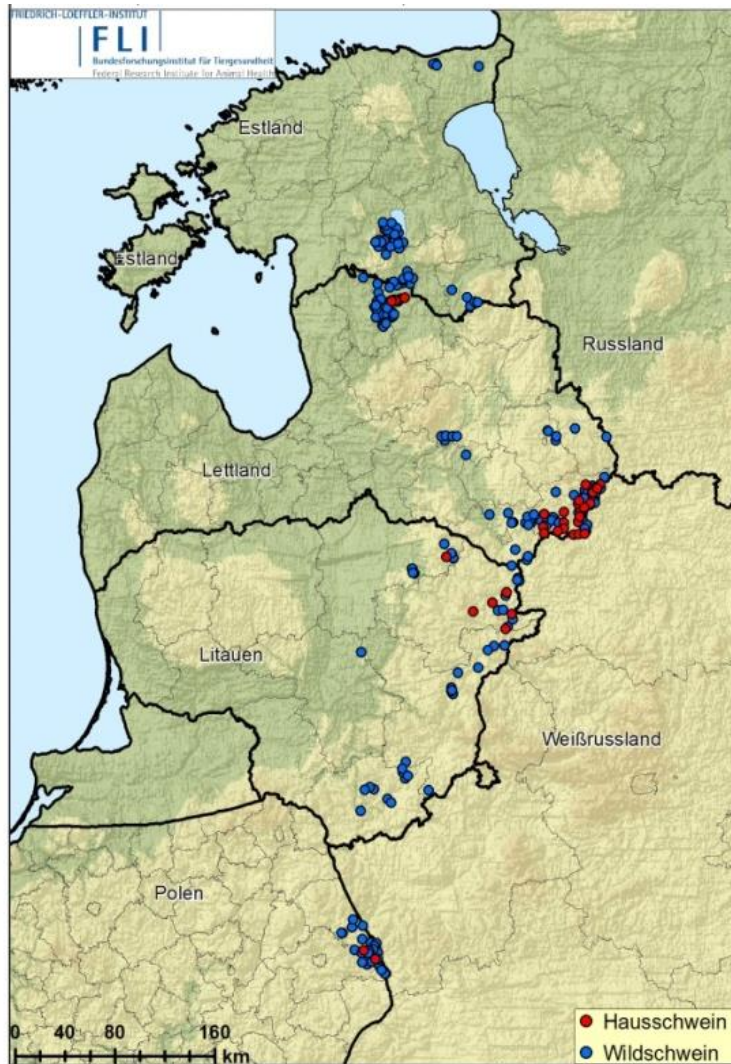 FRIEDRICH-LOEFFLER-INSTITUT
FLI
Bundesforschungsinstitut für Tiergesundheit
Federal Research Institute for Animal Health
Estland
Estland
Russland
Lettland
Litauen
Weißrussland
Polen
0 40 80 160
km
Hausschwein
Wildschwein